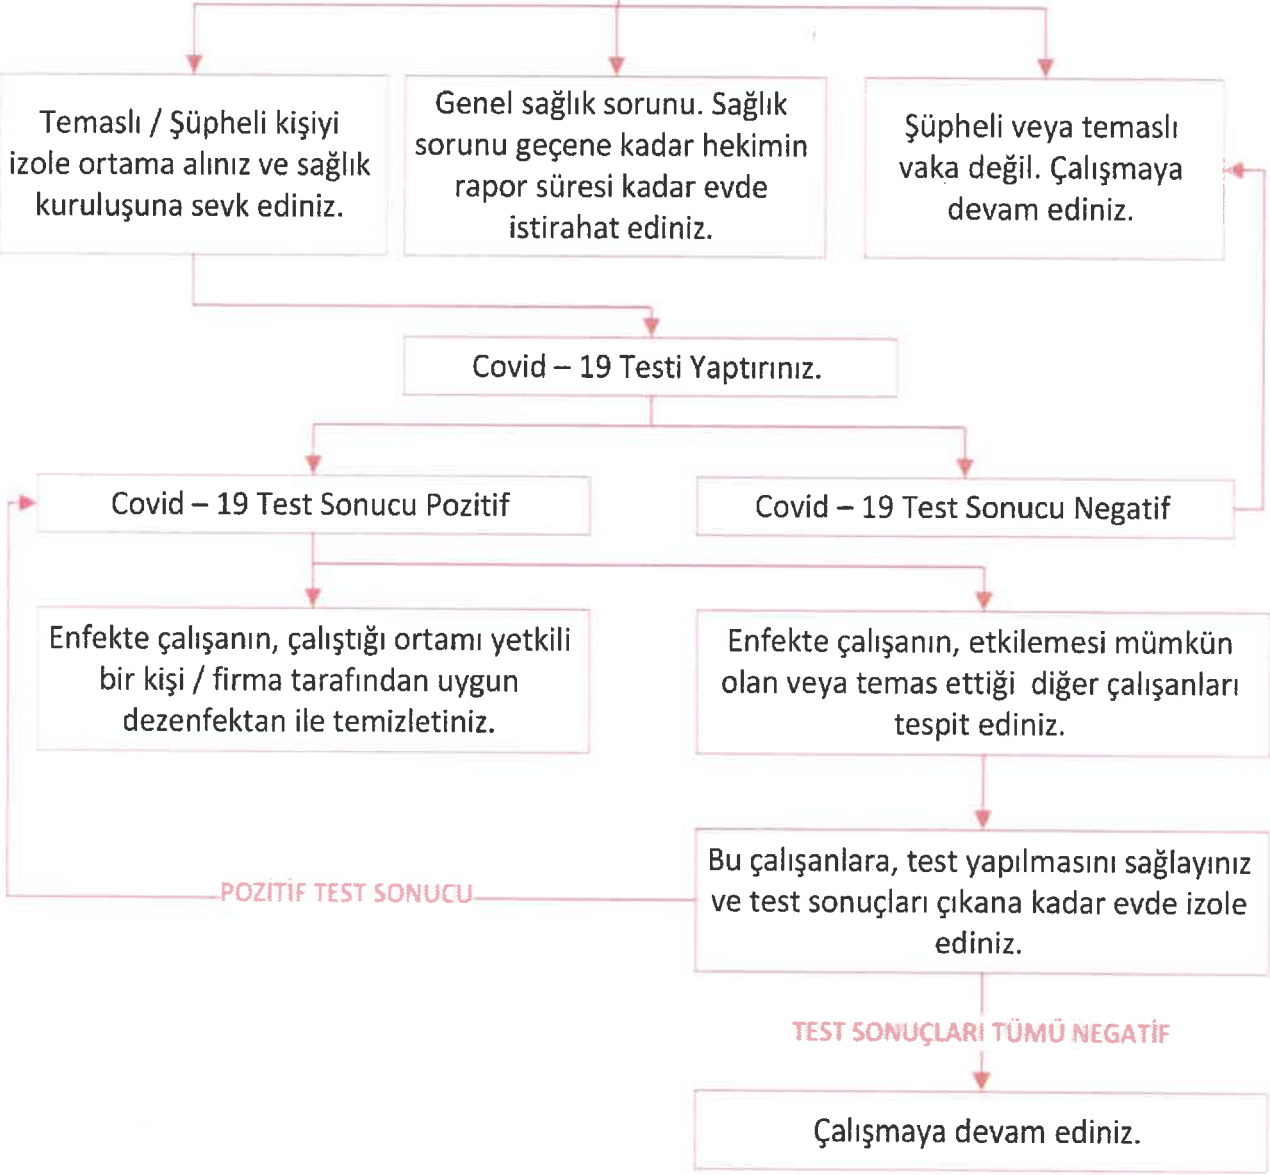 Temaslı / Şüpheli kişiyi
izole ortama alınız ve sağlık
kuruluşuna sevk ediniz.
Genel sağlık sorunu. Sağlık
sorunu geçene kadar hekimin
rapor süresi kadar evde
istirahat ediniz.
Şüpheli veya temaslı
vaka değil. Çalışmaya
devam ediniz.
Covid – 19 Testi Yaptırınız.
Covid – 19 Test Sonucu Pozitif
Covid – 19 Test Sonucu Negatif
Enfekte çalışanın, çalıştığı ortamı yetkili
bir kişi / firma tarafından uygun
dezenfektan ile temizletiniz.
Enfekte çalışanın, etkilemesi mümkün
olan veya temas ettiği diğer çalışanları
tespit ediniz.
Bu çalışanlara, test yapılmasını sağlayınız
ve test sonuçları çıkana kadar evde izole
ediniz.
POZİTİF TEST SONUCU
TEST SONUÇLARI TÜMÜ NEGATİF
Çalışmaya devam ediniz.